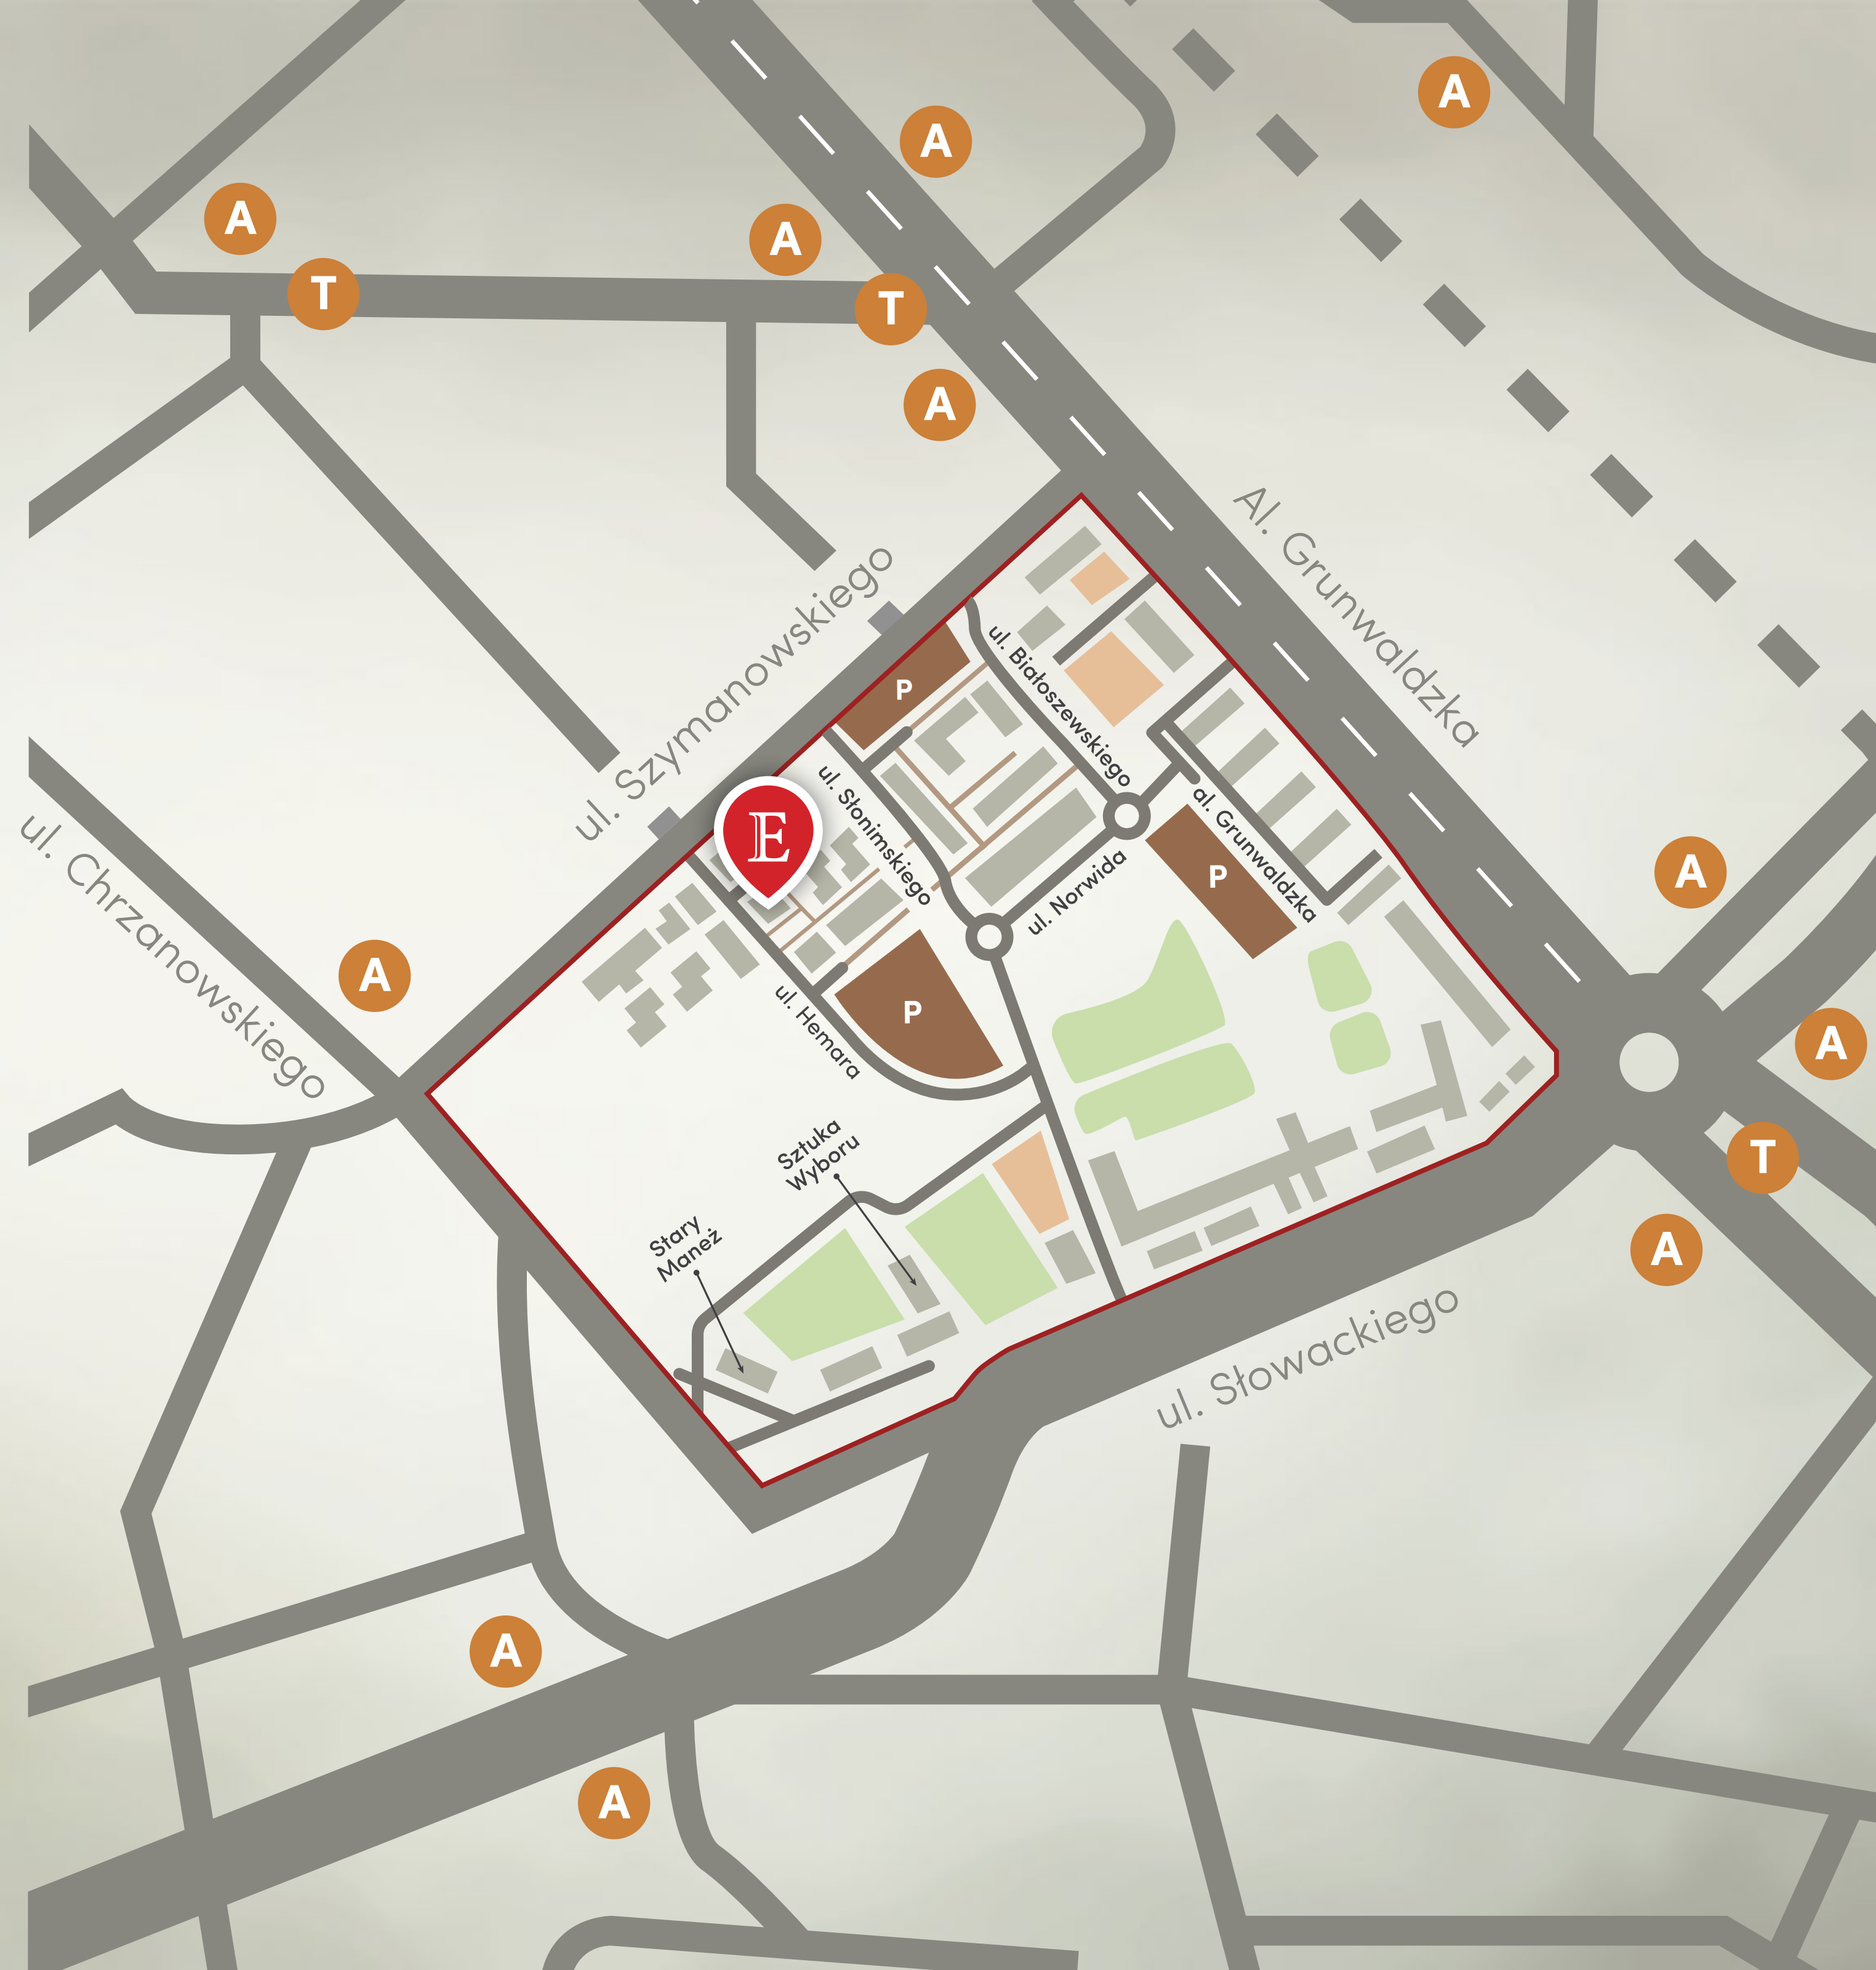 A
A
A
A
T
T
A
Al. Grunwaldzka
ul. Szymanowskiego
ul. Białoszewskiego
P
ul. Słonimskiego
E
al. Grunwaldzka
ul. Norwida
P
ul. Chrzanowskiego
A
A
P
ul. Hemara
A
Sztuka
Wyboru
T
Stary
Maneż
A
ul. Słowackiego
A
A